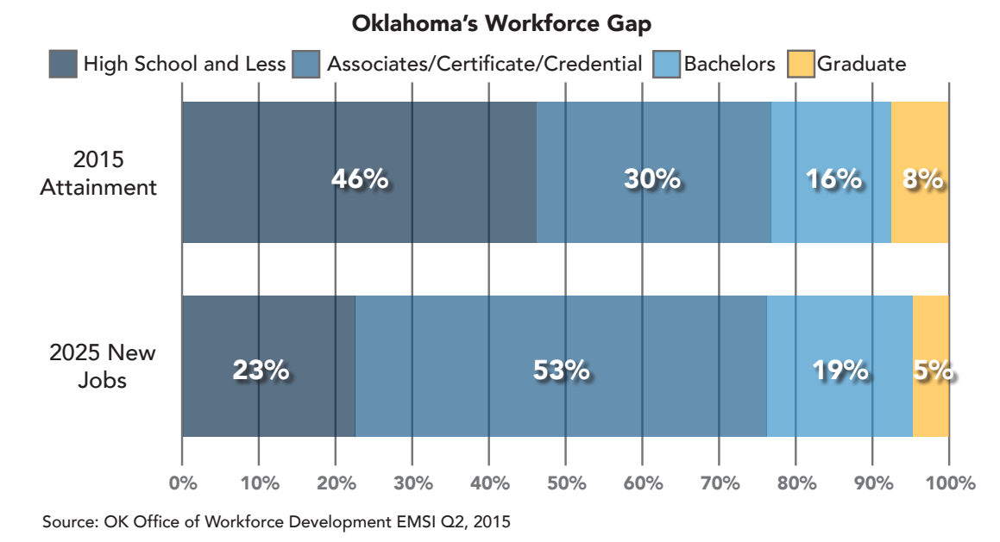 Oklahoma’s Workforce Gap
High School and Less Associates/Certificate/Credential Bachelors Graduate
2015
Attainment
46% 30% 16% 8%
2025 New
Jobs
23% 53% 19% 5%
0% 10% 20% 30% 40% 50% 60% 70% 80% 90% 100%
Source: OK Office of Workforce Development EMSI Q2, 2015